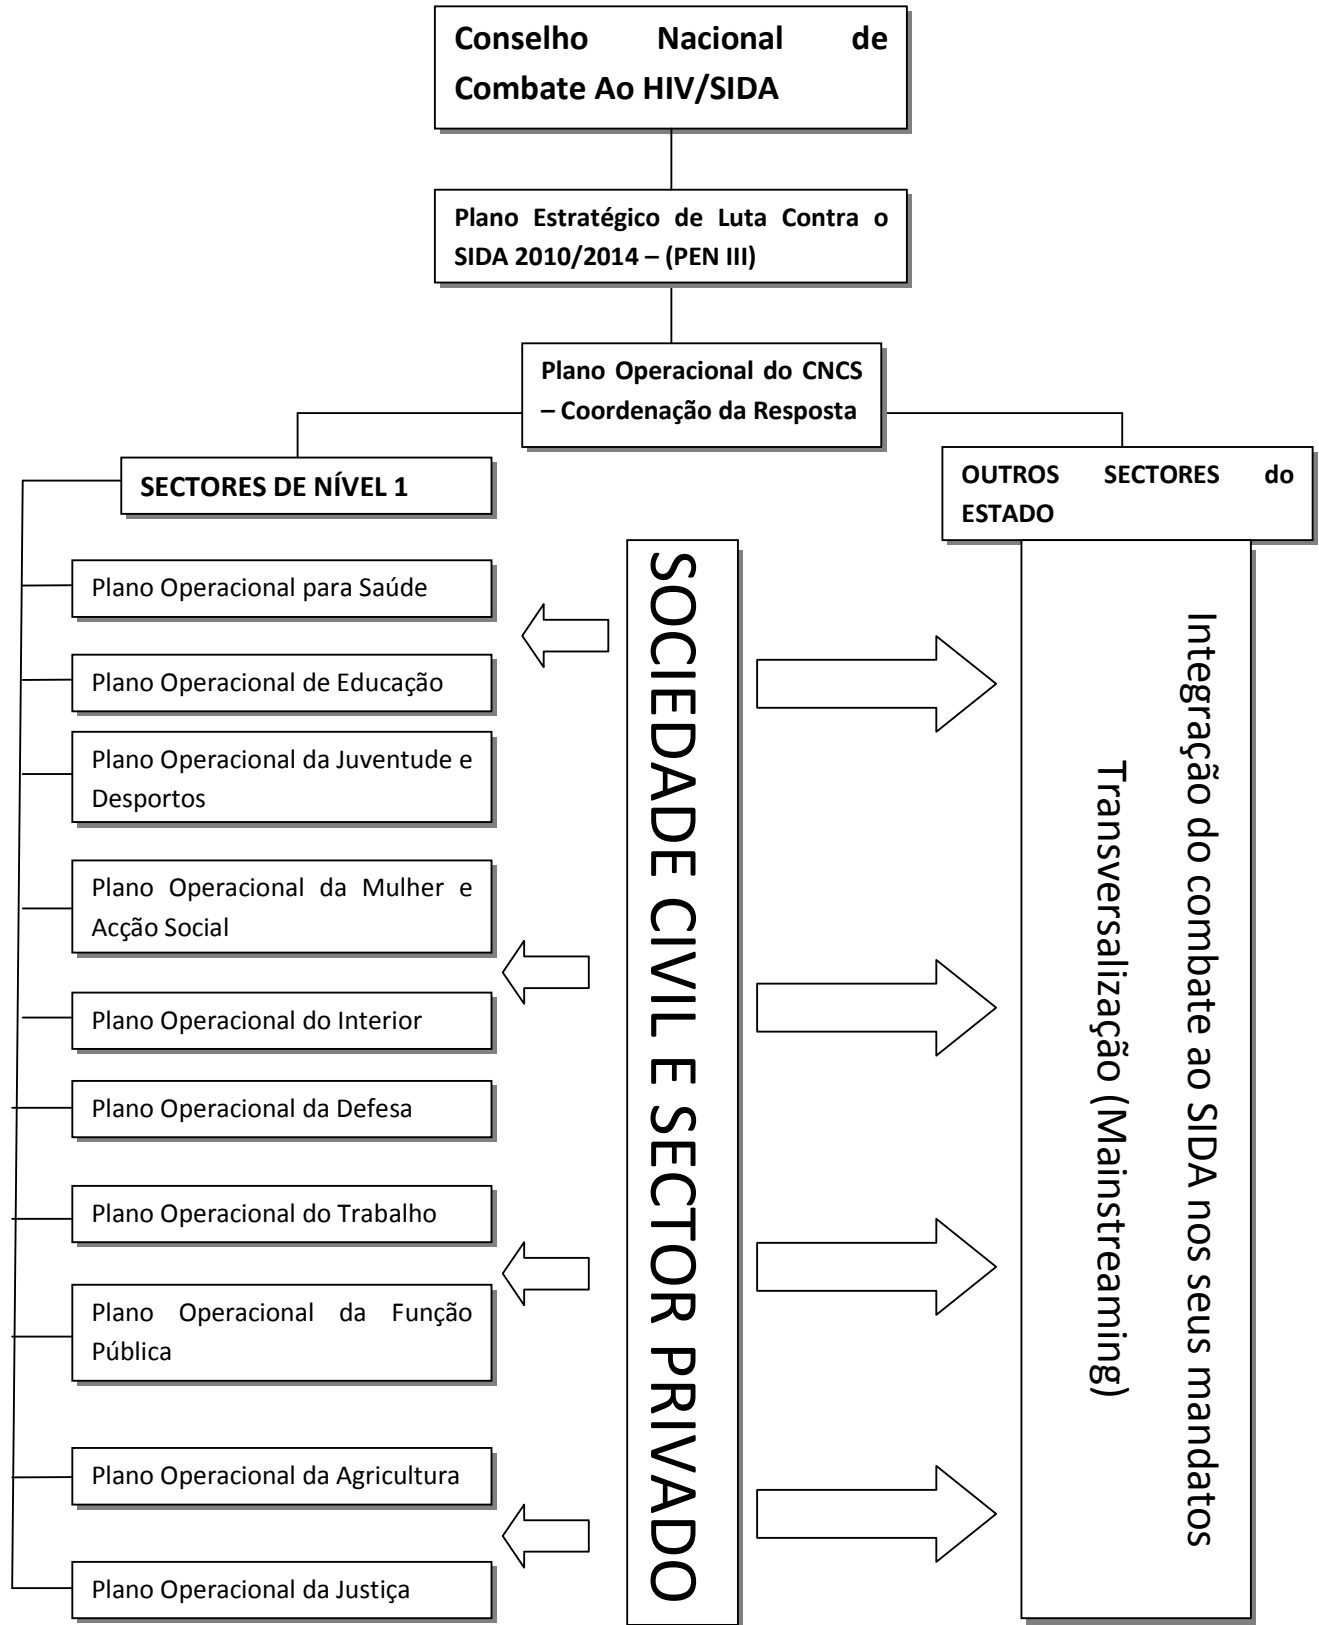 Conselho Nacional de
Combate Ao HIV/SIDA
Plano Estratégico de Luta Contra o
SIDA 2010/2014 – (PEN III)
Plano Operacional do CNCS
– Coordenação da Resposta
SECTORES DE NÍVEL 1
OUTROS SECTORES do
ESTADO
Plano Operacional para Saúde
Plano Operacional de Educação
Plano Operacional da Juventude e
Desportos
Plano Operacional da Mulher e
Acção Social
Plano Operacional do Interior
Plano Operacional da Defesa
Plano Operacional do Trabalho
Plano Operacional da Função
Pública
Plano Operacional da Agricultura
Plano Operacional da Justiça
SOCIEDADE CIVIL E SECTOR PRIVADO
Integração do combate ao SIDA nos seus mandatos
Transversalização (Mainstreaming)